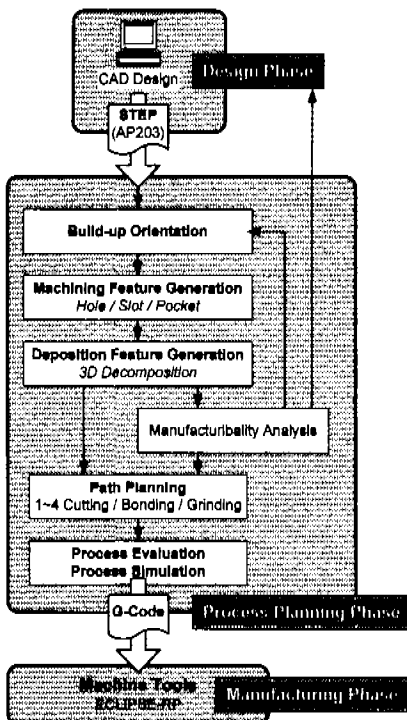 CAD Design
Design Phase
STEP
(AP203)
Build-up Orientation
Machining Feature Generation
Hole / Slot / Pocket
Deposition Feature Generation
3D Decomposition
Manufacturibality Analysis
Path Planning
1~4 Cutting / Bonding / Grinding
Process Evaluation
Process Simulation
G-Code
Process Planning Phase
Machine Tools
ECLIPSE-RP
Manufacturing Phase